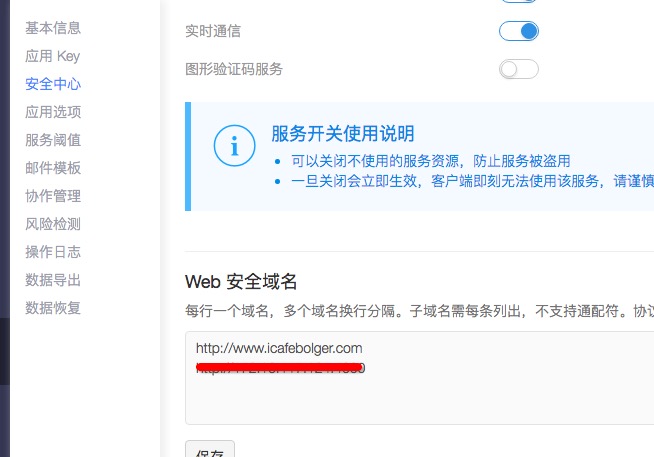 基本信息
应用 Key
安全中心
应用选项
服务阈值
邮件模板
协作管理
风险检测
操作日志
数据导出
数据恢复
实时通信
图形验证码服务
服务开关使用说明
可以关闭不使用的服务资源，防止服务被盗用
一旦关闭会立即生效，客户端即刻无法使用该服务，请谨慎
Web 安全域名
每行一个域名，多个域名换行分隔。子域名需每条列出，不支持通配符。协议
http://www.icafebolger.com
保存